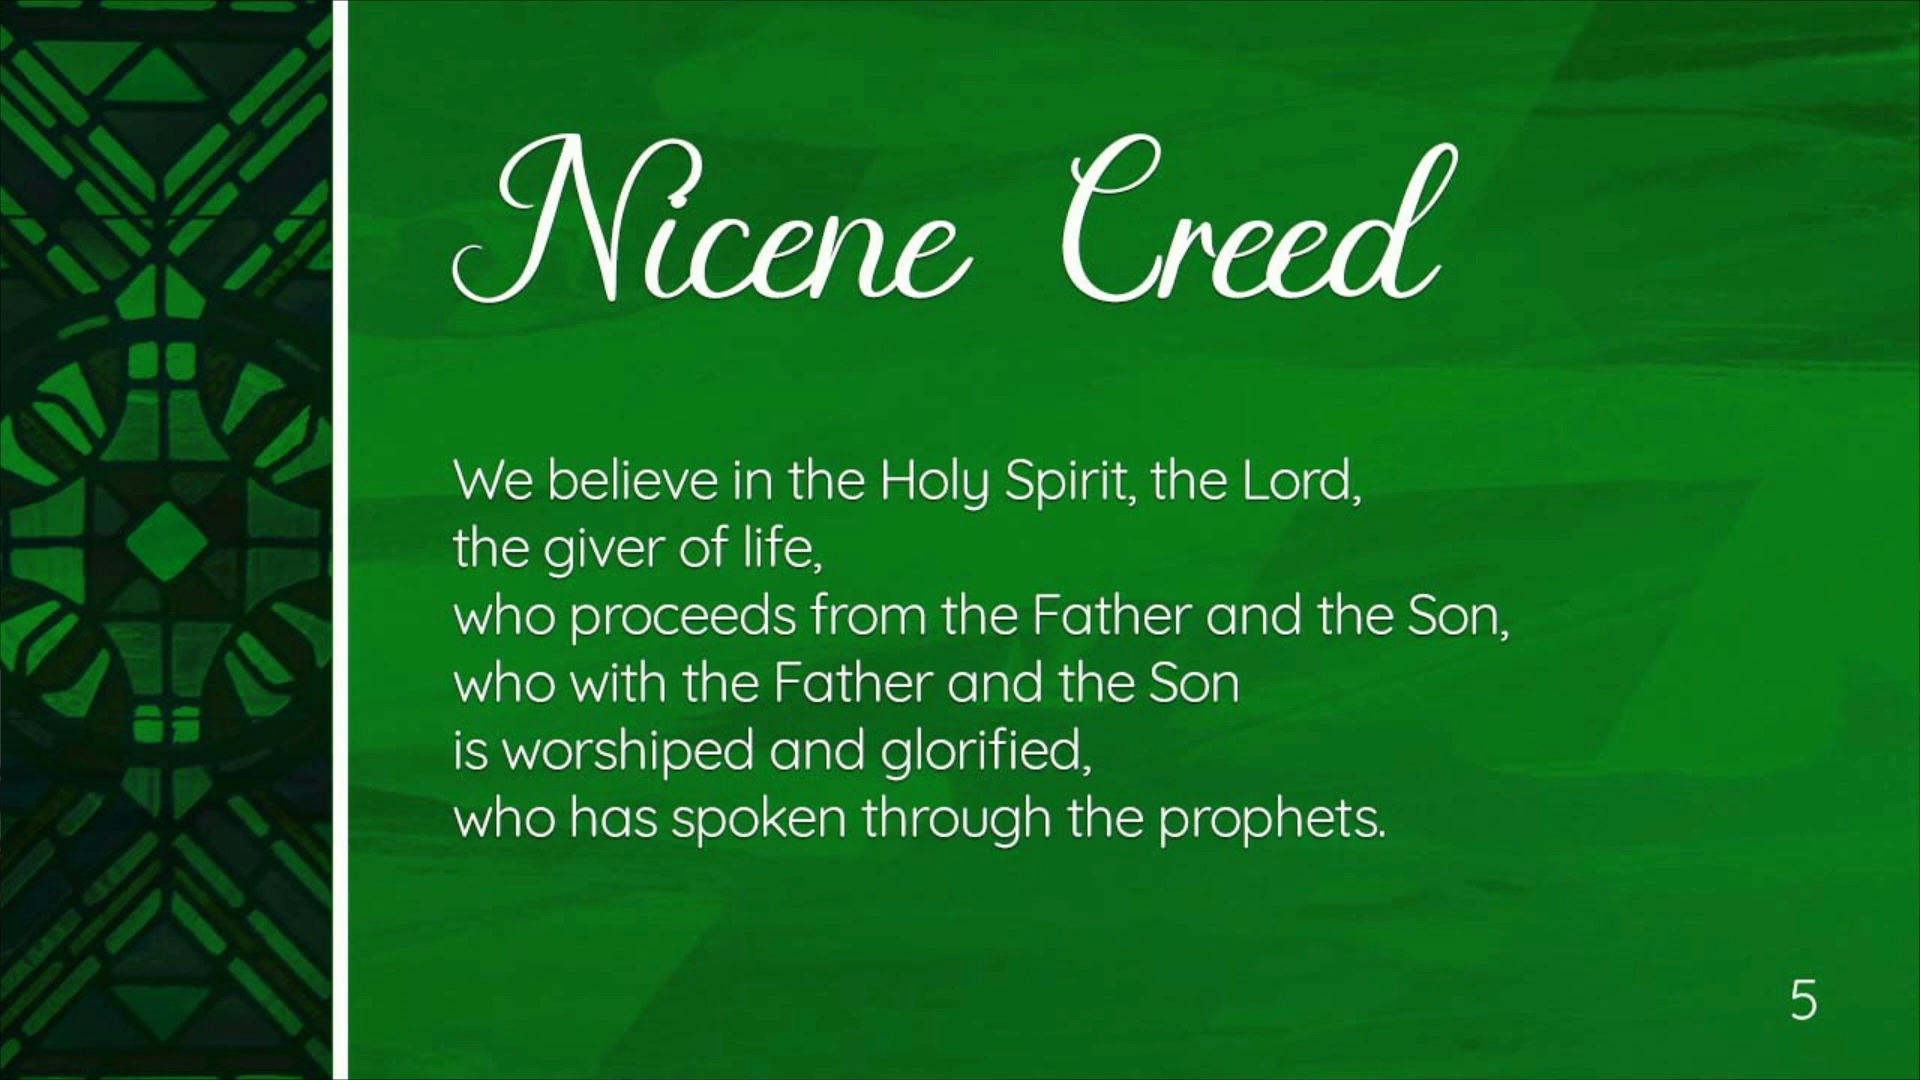 Nicene Creed
We believe in the Holy Spirit, the Lord,
the giver of life,
who proceeds from the Father and the Son,
who with the Father and the Son
is worshiped and glorified,
who has spoken through the prophets.
5